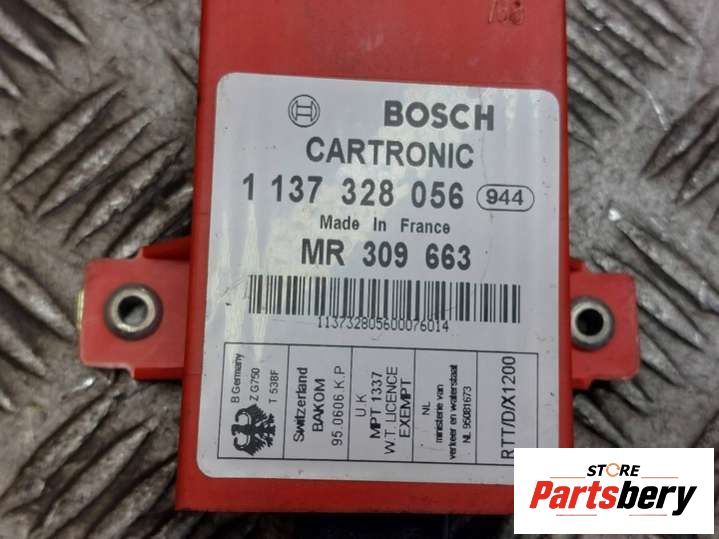 BOSCH
CARTRONIC
1 137 328 056 944
Made In France
MR 309 663
113732805600076014
B Germany
Z G750
T 538F
Switzerland
BAKOM
95.0606.K.P
U.K
MPT 1337
W.T. LICENCE
EXEMPT
NL
ministerie van
verkeer en waterstaat
NL 95081673
RTT/D/X1200
STORE
Partsbery